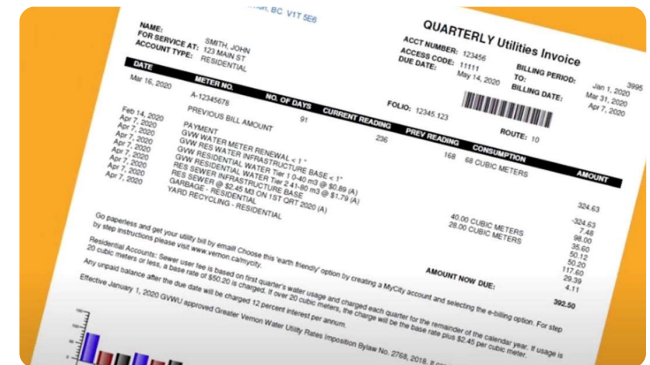 BC V1T 5E6
QUARTERLY Utilities Invoice
3995
NAME: SMITH, JOHN
FOR SERVICE AT: 123 MAIN ST
ACCOUNT TYPE: RESIDENTIAL
ACCT NUMBER: 123456
ACCESS CODE: 11111
DUE DATE: May 14, 2020
BILLING PERIOD: Jan 1, 2020
TO: Mar 31, 2020
BILLING DATE: Apr 7, 2020
FOLIO: 12345.123
ROUTE: 10
DATE METER NO. NO. OF DAYS CURRENT READING PREV READING CONSUMPTION AMOUNT
Mar 16, 2020 A-12345678 91 236 168 68 CUBIC METERS
PREVIOUS BILL AMOUNT 324.63
Feb 14, 2020 PAYMENT -324.63
Apr 7, 2020 GVW WATER METER RENEWAL < 1" 7.48
Apr 7, 2020 GVW RES WATER INFRASTRUCTURE BASE < 1" 98.00
Apr 7, 2020 GVW RESIDENTIAL WATER Tier 1 0-40 m3 @ $0.89 (A) 40.00 CUBIC METERS 35.60
Apr 7, 2020 GVW RESIDENTIAL WATER Tier 2 41-80 m3 @ $1.79 (A) 28.00 CUBIC METERS 50.12
Apr 7, 2020 RES SEWER INFRASTRUCTURE BASE 50.20
Apr 7, 2020 RES SEWER @ $2.45 M3 ON 1ST QRT 2020 (A) 117.60
Apr 7, 2020 GARBAGE - RESIDENTIAL 29.39
Apr 7, 2020 YARD RECYCLING - RESIDENTIAL 4.11
AMOUNT NOW DUE: 392.50
Go paperless and get your utility bill by email! Choose this 'earth friendly' option by creating a MyCity account and selecting the e-billing option. For step
by step instructions please visit www.vernon.ca/mycity.
Residential Accounts: Sewer user fee is based on first quarter's water usage and charged each quarter for the remainder of the calendar year. If usage is
20 cubic meters or less, a base rate of $50.20 is charged. If over 20 cubic meters, the charge will be the base rate plus $2.45 per cubic meter.
Any unpaid balance after the due date will be charged 12 percent interest per annum.
Effective January 1, 2020 GVWU approved Greater Vernon Water Utility Rates Imposition Bylaw No. 2768, 2018.